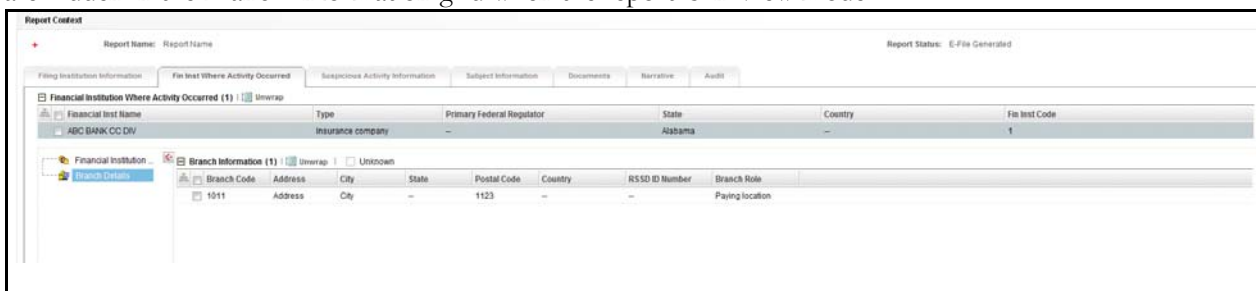 Report Context
* Report Name: Report Name Report Status: E-File Generated
Filing Institution Information Fin Inst Where Activity Occurred Suspicious Activity Information Subject Information Documents Narrative Audit
Financial Institution Where Activity Occurred (1) | Unwrap
Financial Inst Name Type Primary Federal Regulator State Country Fin Inst Code
ABC BANK CC DIV Insurance company -- Alabama -- 1
Financial Institution ... Branch Information (1) | Unwrap | Unknown
Branch Details Branch Code Address City State Postal Code Country RSSD ID Number Branch Role
1011 Address City -- 1123 -- -- Paying location